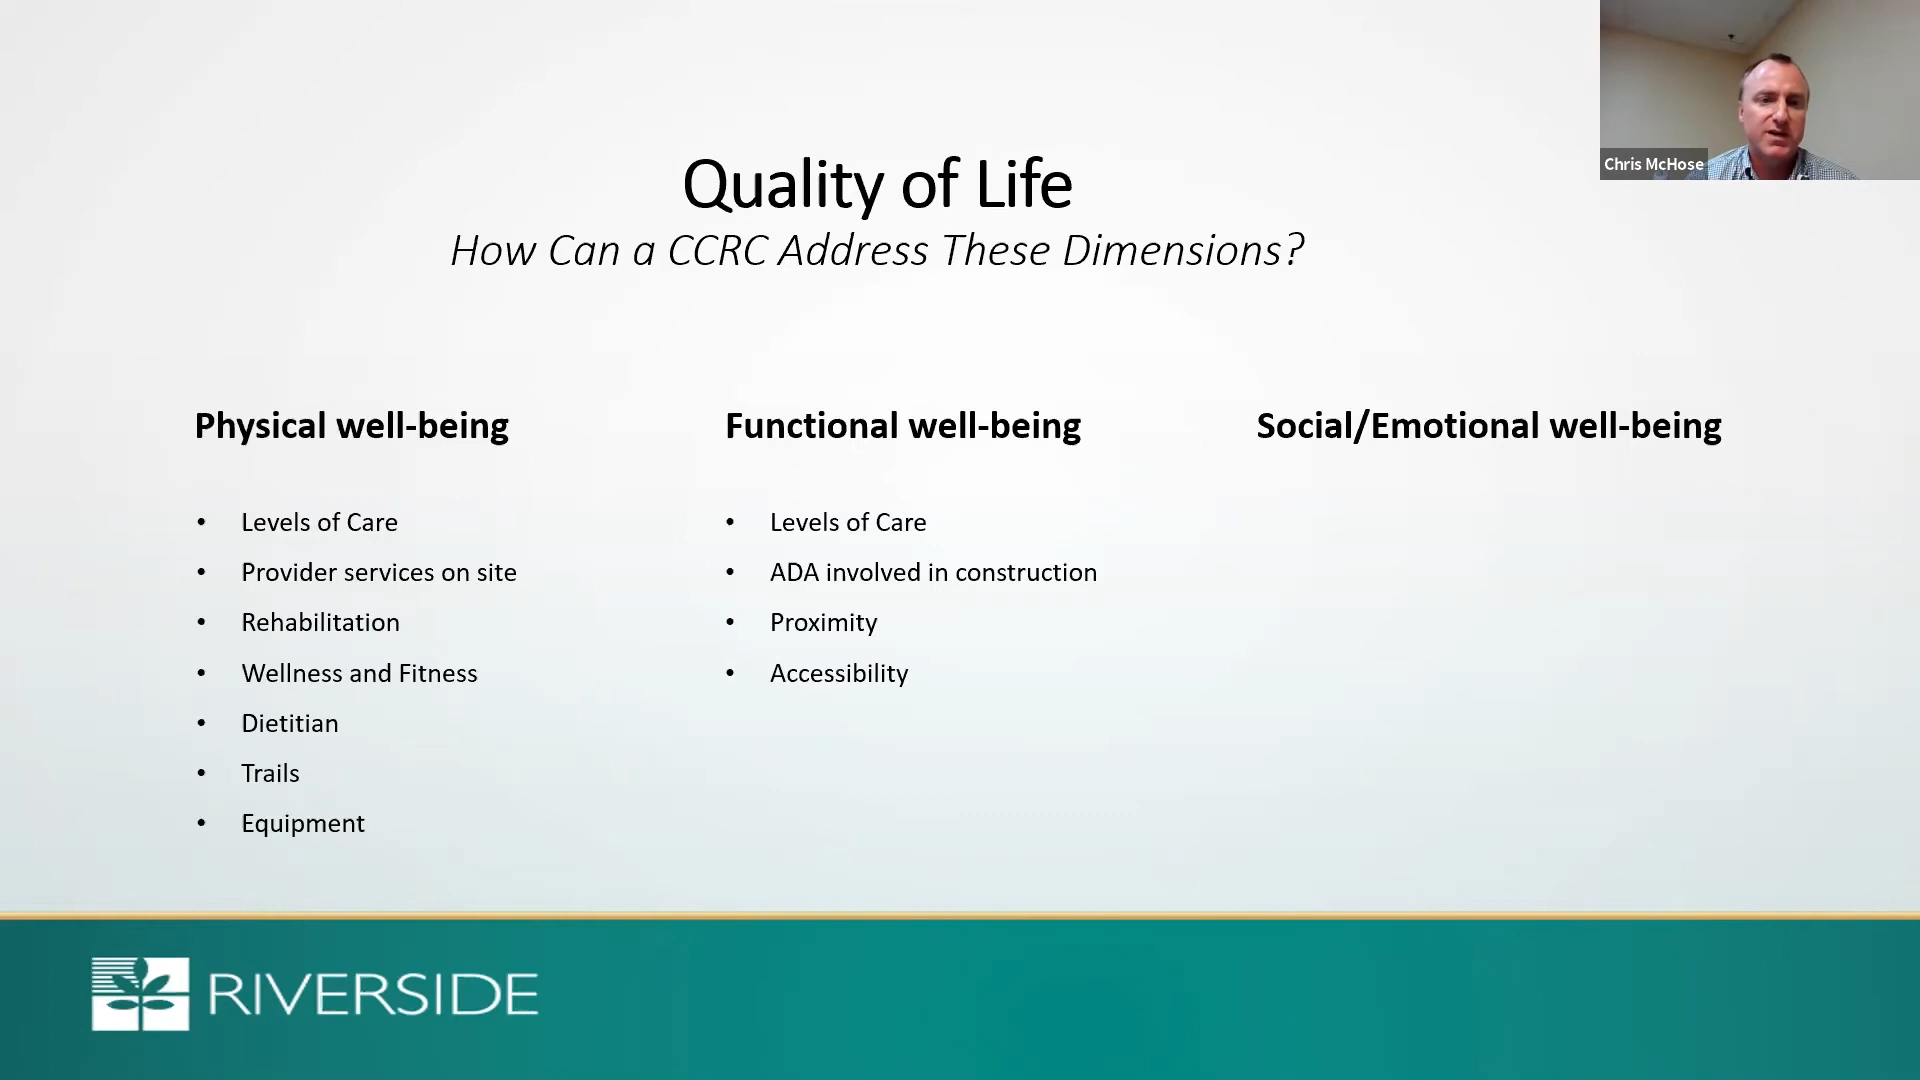 Chris McHose
Quality of Life
How Can a CCRC Address These Dimensions?
Physical well-being
• Levels of Care
• Provider services on site
• Rehabilitation
• Wellness and Fitness
• Dietitian
• Trails
• Equipment
Functional well-being
• Levels of Care
• ADA involved in construction
• Proximity
• Accessibility
Social/Emotional well-being
RIVERSIDE